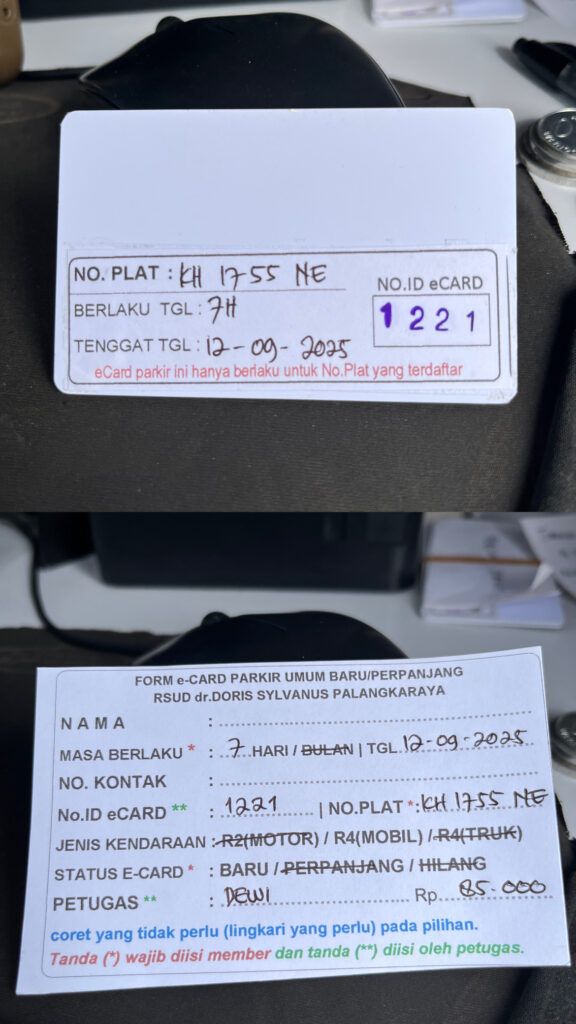 NO. PLAT : KH 1755 NE
BERLAKU TGL : 7H
TENGGAT TGL : 12-09-2025
NO.ID eCARD
1221
eCard parkir ini hanya berlaku untuk No.Plat yang terdaftar
FORM e-CARD PARKIR UMUM BARU/PERPANJANG
RSUD dr.DORIS SYLVANUS PALANGKARAYA
NAMA :
MASA BERLAKU * : 7 HARI / BULAN | TGL. 12-09-2025
NO. KONTAK :
No.ID eCARD ** : 1221 | NO.PLAT *: KH 1755 NE
JENIS KENDARAAN : R2(MOTOR) / R4(MOBIL) / R4(TRUK)
STATUS E-CARD * : BARU / PERPANJANG / HILANG
PETUGAS ** : DEWI Rp. 85.000
coret yang tidak perlu (lingkari yang perlu) pada pilihan.
Tanda (*) wajib diisi member dan tanda (**) diisi oleh petugas.